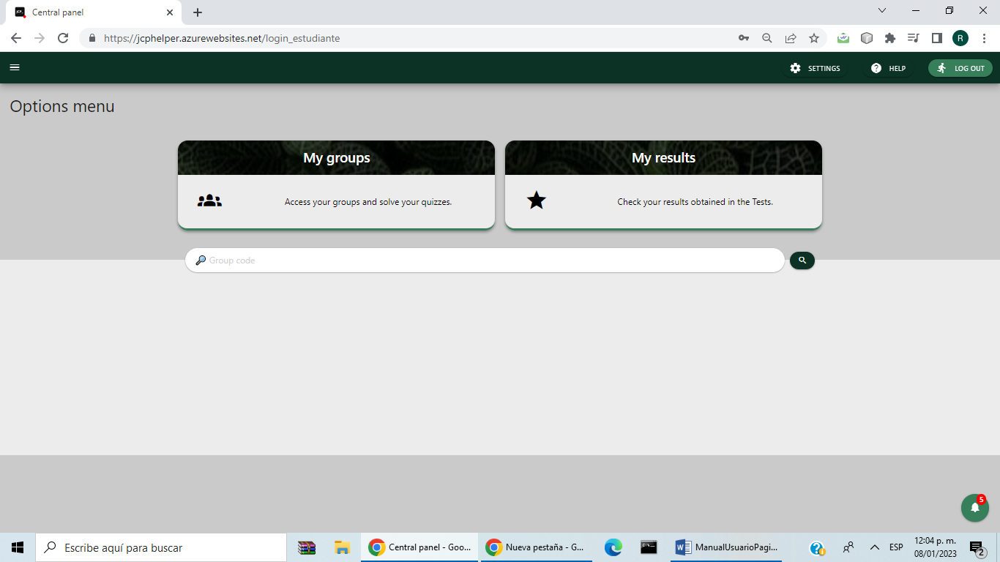 Central panel
https://jcphelper.azurewebsites.net/login_estudiante
R
SETTINGS
HELP
LOG OUT
Options menu
My groups
My results
Access your groups and solve your quizzes.
Check your results obtained in the Tests.
Group code
5
Escribe aquí para buscar
Central panel - Goo...
Nueva pestaña - G...
ManualUsuarioPagi...
ESP
12:04 p. m.
08/01/2023
2